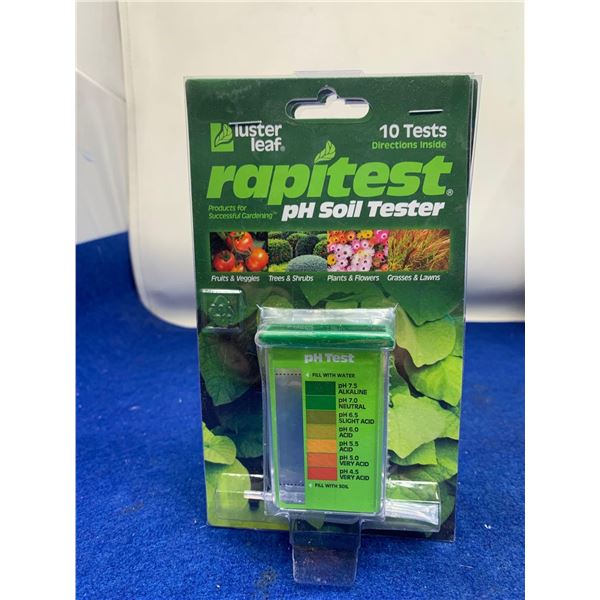 luster
leaf®
10 Tests
Directions Inside
rapitest®
Products for
Successful Gardening™
pH Soil Tester
Fruits & Veggies
Trees & Shrubs
Plants & Flowers
Grasses & Lawns
pH Test
FILL WITH WATER
pH 7.5
ALKALINE
pH 7.0
NEUTRAL
pH 6.5
SLIGHT ACID
pH 6.0
ACID
pH 5.5
ACID
pH 5.0
VERY ACID
pH 4.5
VERY ACID
FILL WITH SOIL